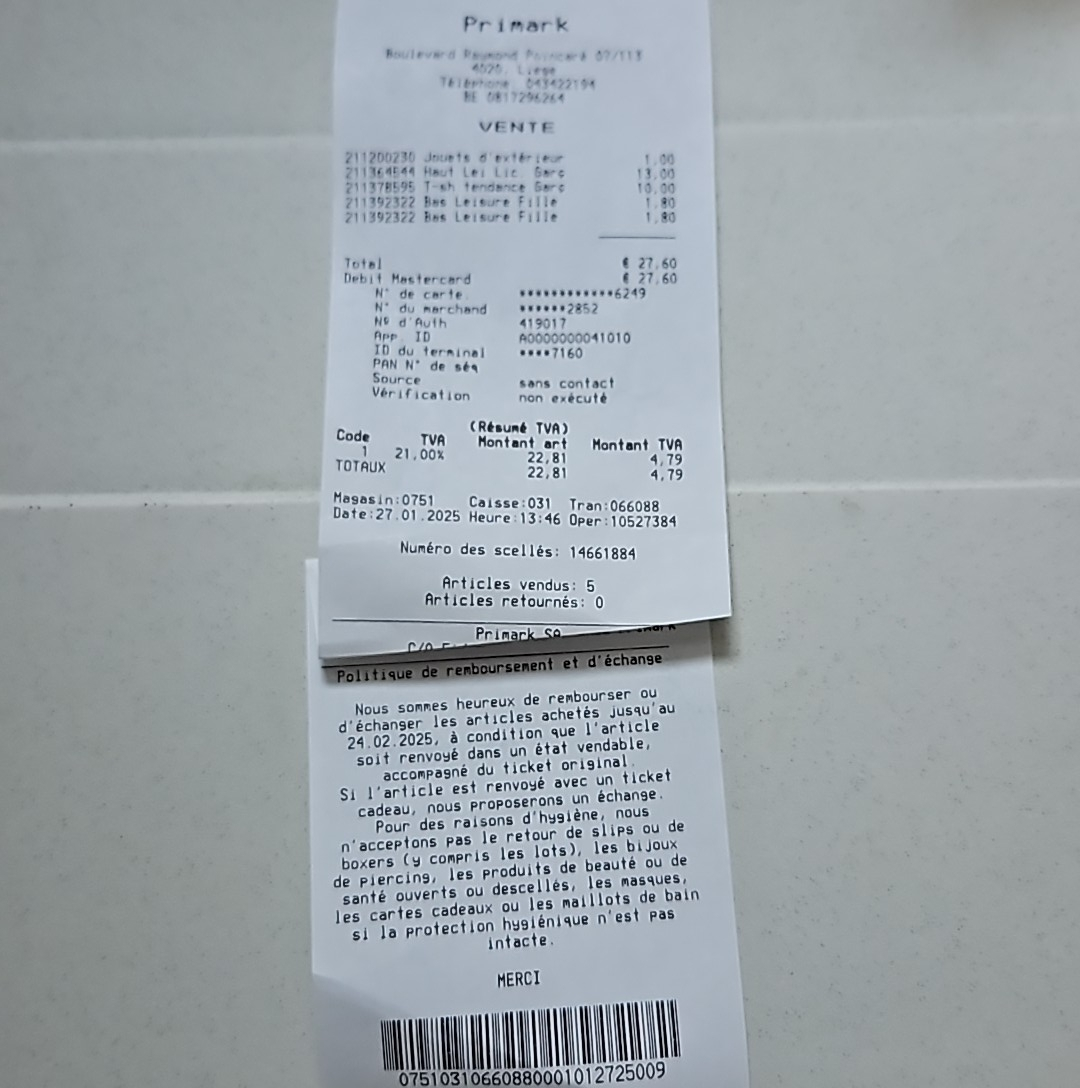 Primark
Boulevard Raymond Poincaré 07/113
4020, Liege
Téléphone 043422194
BE 0817296264
VENTE
211200230 Jouets d'extérieur 1,00
211364544 Haut Lei Lic. Garç 13,00
211378595 T-sh tendance Garç 10,00
211392322 Bas Leisure Fille 1,80
211392322 Bas Leisure Fille 1,80
Total € 27,60
Debit Mastercard € 27,60
N° de carte ************6249
N° du marchand ******2852
Nº d'Auth 419017
App. ID A0000000041010
ID du terminal ****7160
PAN N° de séq
Source sans contact
Vérification non exécuté
(Résumé TVA)
Code TVA Montant art Montant TVA
1 21,00% 22,81 4,79
TOTAUX 22,81 4,79
Magasin:0751 Caisse:031 Tran:066088
Date:27.01.2025 Heure:13:46 Oper:10527384
Numéro des scellés: 14661884
Articles vendus: 5
Articles retournés: 0
Primark SA
C/O
Politique de remboursement et d'échange
Nous sommes heureux de rembourser ou
d'échanger les articles achetés jusqu'au
24.02.2025, à condition que l'article
soit renvoyé dans un état vendable,
accompagné du ticket original.
Si l'article est renvoyé avec un ticket
cadeau, nous proposerons un échange.
Pour des raisons d'hygiène, nous
n'acceptons pas le retour de slips ou de
boxers (y compris les lots), les bijoux
de piercing, les produits de beauté ou de
santé ouverts ou descellés, les masques,
les cartes cadeaux ou les maillots de bain
si la protection hygiénique n'est pas
intacte.
MERCI
07510310660880001012725009